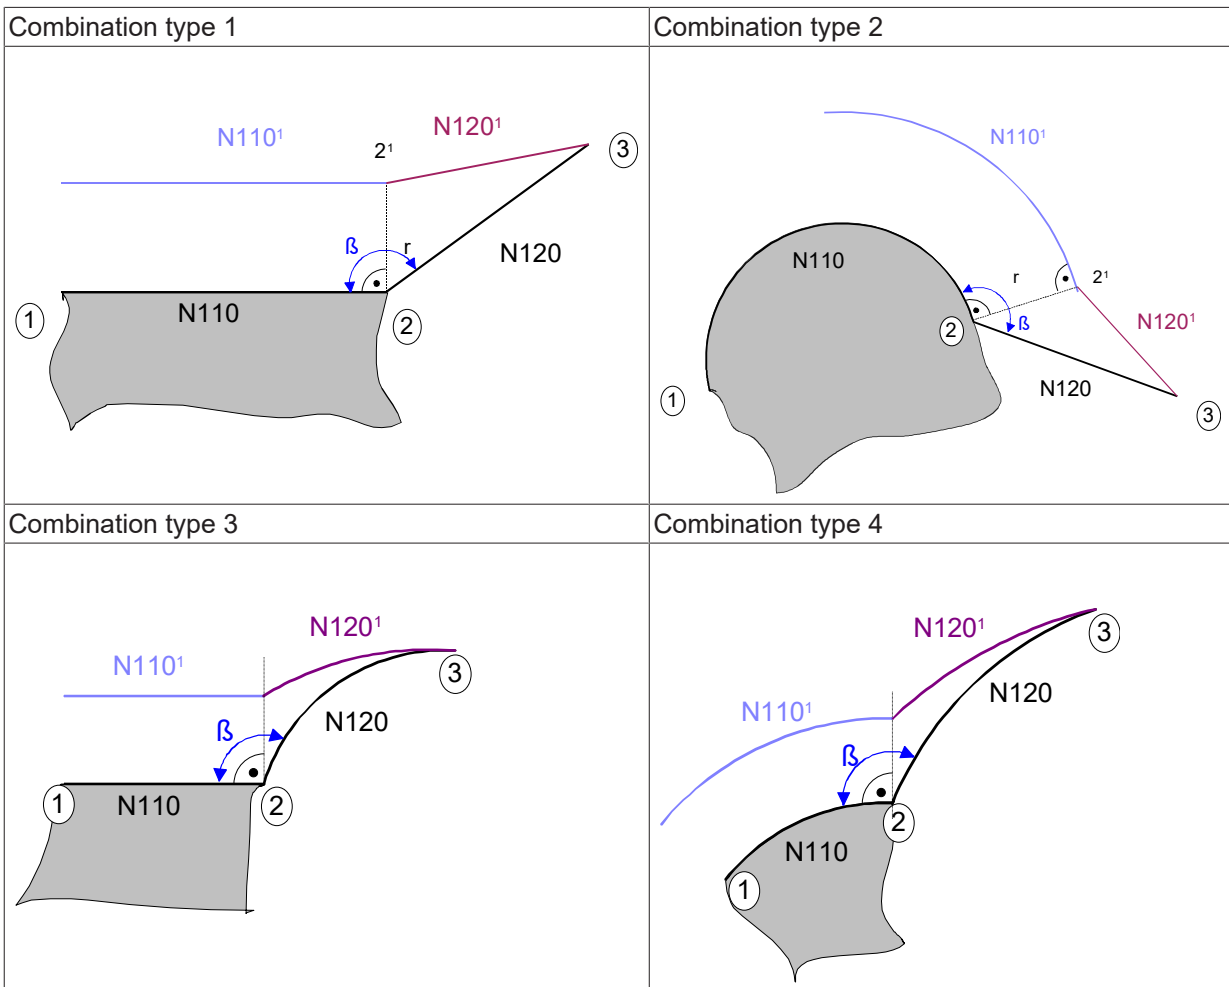 Combination type 1
N110¹
N120¹
2¹
3
ß
r
N120
1
N110
2
Combination type 2
N110¹
N110
r
2¹
2
ß
N120¹
N120
1
3
Combination type 3
N120¹
N110¹
3
ß
N120
1
N110
2
Combination type 4
N120¹
3
N110¹
N120
ß
2
N110
1